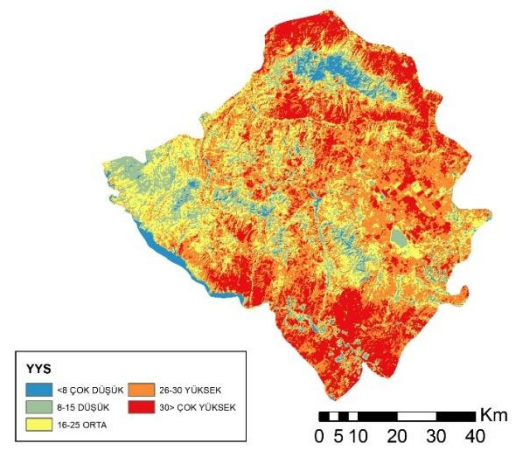 YYS
<8 ÇOK DÜŞÜK
26-30 YÜKSEK
8-15 DÜŞÜK
30> ÇOK YÜKSEK
16-25 ORTA
Km
0 5 10 20 30 40